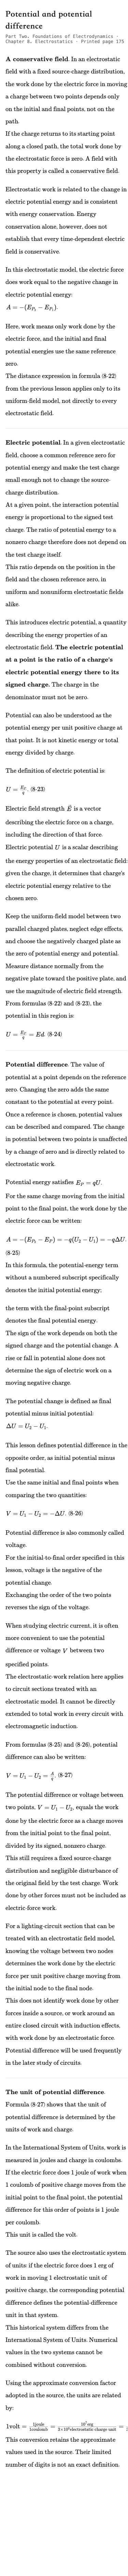 Potential and potential
difference
Part Two, Foundations of Electrodynamics ·
Chapter 8. Electrostatics · Printed page 175
A conservative field. In an electrostatic
field with a fixed source-charge distribution,
the work done by the electric force in moving
a charge between two points depends only
on the initial and final points, not on the
path.
If the charge returns to its starting point
along a closed path, the total work done by
the electrostatic force is zero. A field with
this property is called a conservative field.
Electrostatic work is related to the change in
electric potential energy and is consistent
with energy conservation. Energy
conservation alone, however, does not
establish that every time-dependent electric
field is conservative.
In this electrostatic model, the electric force
does work equal to the negative change in
electric potential energy:
A = −(E_{P₂} − E_{P₁}).
Here, work means only work done by the
electric force, and the initial and final
potential energies use the same reference
zero.
The distance expression in formula (8-22)
from the previous lesson applies only to its
uniform-field model, not directly to every
electrostatic field.
Electric potential. In a given electrostatic
field, choose a common reference zero for
potential energy and make the test charge
small enough not to change the source-
charge distribution.
At a given point, the interaction potential
energy is proportional to the signed test
charge. The ratio of potential energy to a
nonzero charge therefore does not depend on
the test charge itself.
This ratio depends on the position in the
field and the chosen reference zero, in
uniform and nonuniform electrostatic fields
alike.
This introduces electric potential, a quantity
describing the energy properties of an
electrostatic field. The electric potential
at a point is the ratio of a charge's
electric potential energy there to its
signed charge. The charge in the
denominator must not be zero.
Potential can also be understood as the
potential energy per unit positive charge at
that point. It is not kinetic energy or total
energy divided by charge.
The definition of electric potential is:
U = E_P/q. (8-23)
Electric field strength E⃗ is a vector
describing the electric force on a charge,
including the direction of that force.
Electric potential U is a scalar describing
the energy properties of an electrostatic field:
given the charge, it determines that charge's
electric potential energy relative to the
chosen zero.
Keep the uniform-field model between two
parallel charged plates, neglect edge effects,
and choose the negatively charged plate as
the zero of potential energy and potential.
Measure distance normally from the
negative plate toward the positive plate, and
use the magnitude of electric field strength.
From formulas (8-22) and (8-23), the
potential in this region is:
U = E_P/q = Ed. (8-24)
Potential difference. The value of
potential at a point depends on the reference
zero. Changing the zero adds the same
constant to the potential at every point.
Once a reference is chosen, potential values
can be described and compared. The change
in potential between two points is unaffected
by a change of zero and is directly related to
electrostatic work.
Potential energy satisfies E_P = qU.
For the same charge moving from the initial
point to the final point, the work done by the
electric force can be written:
A = −(E_{P₂} − E_P) = −q(U₂ − U₁) = −qΔU.
(8-25)
In this formula, the potential-energy term
without a numbered subscript specifically
denotes the initial potential energy;
the term with the final-point subscript
denotes the final potential energy.
The sign of the work depends on both the
signed charge and the potential change. A
rise or fall in potential alone does not
determine the sign of electric work on a
moving negative charge.
The potential change is defined as final
potential minus initial potential:
ΔU = U₂ − U₁.
This lesson defines potential difference in the
opposite order, as initial potential minus
final potential.
Use the same initial and final points when
comparing the two quantities:
V = U₁ − U₂ = −ΔU. (8-26)
Potential difference is also commonly called
voltage.
For the initial-to-final order specified in this
lesson, voltage is the negative of the
potential change.
Exchanging the order of the two points
reverses the sign of the voltage.
When studying electric current, it is often
more convenient to use the potential
difference or voltage V between two
specified points.
The electrostatic-work relation here applies
to circuit sections treated with an
electrostatic model. It cannot be directly
extended to total work in every circuit with
electromagnetic induction.
From formulas (8-25) and (8-26), potential
difference can also be written:
V = U₁ − U₂ = A/q. (8-27)
The potential difference or voltage between
two points, V = U₁ − U₂, equals the work
done by the electric force as a charge moves
from the initial point to the final point,
divided by its signed, nonzero charge.
This still requires a fixed source-charge
distribution and negligible disturbance of
the original field by the test charge. Work
done by other forces must not be included as
electric-force work.
For a lighting-circuit section that can be
treated with an electrostatic field model,
knowing the voltage between two nodes
determines the work done by the electric
force per unit positive charge moving from
the initial node to the final node.
This does not identify work done by other
forces inside a source, or work around an
entire closed circuit with induction effects,
with work done by an electrostatic force.
Potential difference will be used frequently
in the later study of circuits.
The unit of potential difference.
Formula (8-27) shows that the unit of
potential difference is determined by the
units of work and charge.
In the International System of Units, work is
measured in joules and charge in coulombs.
If the electric force does 1 joule of work when
1 coulomb of positive charge moves from the
initial point to the final point, the potential
difference for this order of points is 1 joule
per coulomb.
This unit is called the volt.
The source also uses the electrostatic system
of units: if the electric force does 1 erg of
work in moving 1 electrostatic unit of
positive charge, the corresponding potential
difference defines the potential-difference
unit in that system.
This historical system differs from the
International System of Units. Numerical
values in the two systems cannot be
combined without conversion.
Using the approximate conversion factor
adopted in the source, the units are related
by:
1 volt = 1 joule/1 coulomb = 10⁷ erg/3×10⁹ electrostatic charge unit =
This conversion retains the approximate
values used in the source. Their limited
number of digits is not an exact definition.